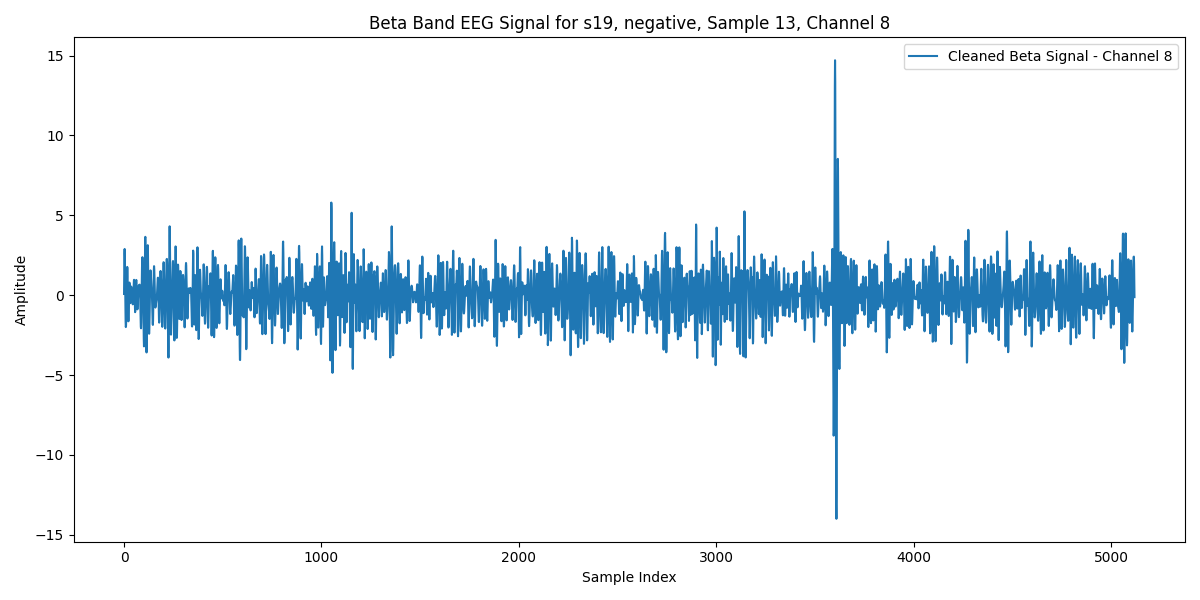 Beta Band EEG Signal for s19, negative, Sample 13, Channel 8
Cleaned Beta Signal - Channel 8
Amplitude
15
10
5
0
−5
−10
−15
0 1000 2000 3000 4000 5000
Sample Index